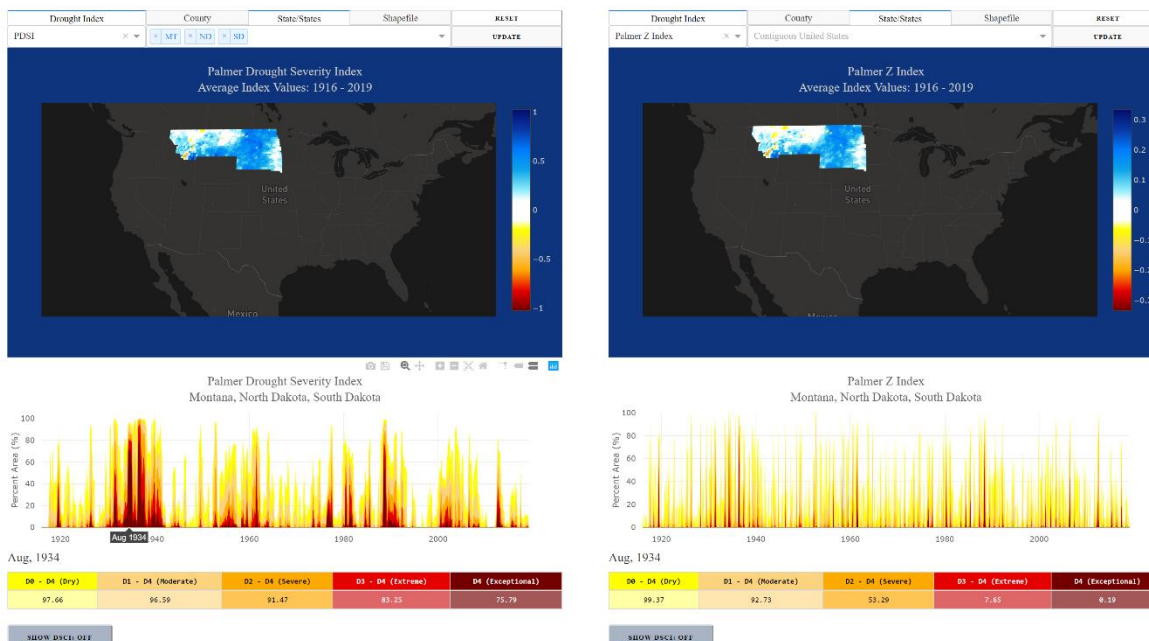 Drought Index County State/States Shapefile RESET
PDSI × MT × ND × SD UPDATE
Palmer Drought Severity Index
Average Index Values: 1916 - 2019
1
0.5
0
−0.5
−1
United
States
Mexico
Palmer Drought Severity Index
Montana, North Dakota, South Dakota
Percent Area (%)
100
80
60
40
20
0
1920 1940 1960 1980 2000
Aug 1934
Aug, 1934
D0 - D4 (Dry) D1 - D4 (Moderate) D2 - D4 (Severe) D3 - D4 (Extreme) D4 (Exceptional)
97.66 96.59 91.47 83.25 75.79
SHOW DSCI: OFF
Drought Index County State/States Shapefile RESET
Palmer Z Index × Contiguous United States UPDATE
Palmer Z Index
Average Index Values: 1916 - 2019
0.3
0.2
0.1
0
−0.1
−0.2
United
States
Mexico
Palmer Z Index
Montana, North Dakota, South Dakota
Percent Area (%)
100
80
60
40
20
0
1920 1940 1960 1980 2000
Aug, 1934
D0 - D4 (Dry) D1 - D4 (Moderate) D2 - D4 (Severe) D3 - D4 (Extreme) D4 (Exceptional)
99.37 92.73 53.29 7.65 0.19
SHOW DSCI: OFF